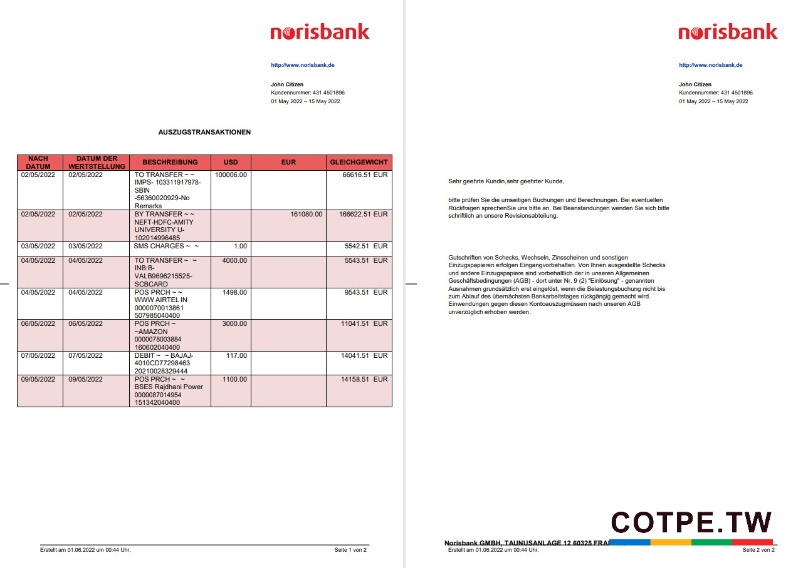 norisbank
http://www.norisbank.de
John Citizen
Kundennummer: 431 4501896
01 May 2022 – 15 May 2022
AUSZUGSTRANSAKTIONEN
NACH DATUM DATUM DER WERTSTELLUNG BESCHREIBUNG USD EUR GLEICHGEWICHT
02/05/2022 02/05/2022 TO TRANSFER ~ ~ 100006.00 66616.51 EUR
IMPS- 103311917978-
SBIN
-56360020929-No
Remarks
02/05/2022 02/05/2022 BY TRANSFER ~ ~ 161080.00 166622.51 EUR
NEFT-HDFC-AMITY
UNIVERSITY U-
102014996485
03/05/2022 03/05/2022 SMS CHARGES ~ ~ 1.00 5542.51 EUR
04/05/2022 04/05/2022 TO TRANSFER ~ ~ 4000.00 5543.51 EUR
INB:B-
VALB9696215525-
SCBCARD
04/05/2022 04/05/2022 POS PRCH ~ ~ 1498.00 9543.51 EUR
WWW AIRTEL IN
0000070013861
507985040400
06/05/2022 06/05/2022 POS PRCH ~ 3000.00 11041.51 EUR
~AMAZON
0000078003884
160602040400
07/05/2022 07/05/2022 DEBIT ~ ~ BAJAJ- 117.00 14041.51 EUR
4010CD77298463
20210028329444
09/05/2022 09/05/2022 POS PRCH ~ ~ 1100.00 14158.51 EUR
BSES Rajdhani Power
0000087014954
151342040400
Erstellt am 01.06.2022 um 00:44 Uhr. Seite 1 von 2
norisbank
http://www.norisbank.de
John Citizen
Kundennummer: 431 4501896
01 May 2022 – 15 May 2022
Sehr geehrte Kundin,sehr geehrter Kunde,
bitte prüfen Sie die umseitigen Buchungen und Berechnungen. Bei eventuellen
Rückfragen sprechenSie uns bitte an. Bei Beanstandungen wenden Sie sich bitte
schriftlich an unsere Revisionsabteilung.
Gutschriften von Schecks, Wechseln, Zinsscheinen und sonstigen
Einzugspapieren erfolgen Eingangvorbehalten. Von Ihnen ausgestellte Schecks
und andere Einzugspapiere sind vorbehaltlich der in unseren Allgemeinen
Geschäftsbedingungen (AGB) - dort unter Nr. 9 (2) "Einlösung" - genannten
Ausnahmen grundsätzlich erst eingelöst, wenn die Belastungsbuchung nicht bis
zum Ablauf des übernächsten Bankarbeitstages rückgängig gemacht wird.
Einwendungen gegen diesen Kontoauszugmüssen nach unseren AGB
unverzüglich erhoben werden.
COTPE.TW
Norisbank GMBH, TAUNUSANLAGE 12 60325 FRA
Erstellt am 01.06.2022 um 00:44 Uhr. Seite 2 von 2